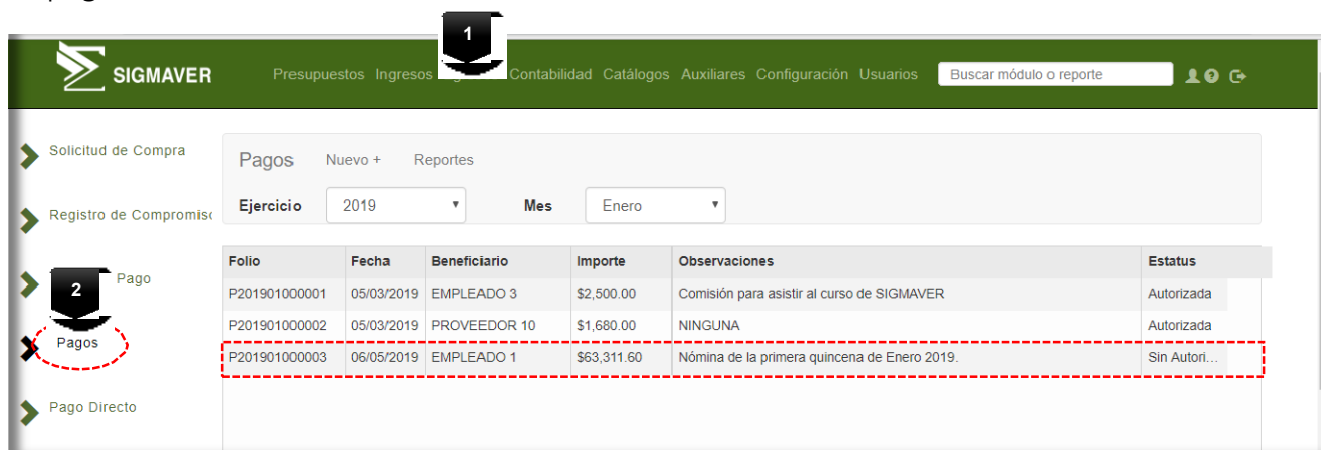 1
SIGMAVER Presupuestos Ingresos Contabilidad Catálogos Auxiliares Configuración Usuarios Buscar módulo o reporte
Solicitud de Compra
Pagos Nuevo + Reportes
Ejercicio 2019 Mes Enero
Registro de Compromiso
Folio Fecha Beneficiario Importe Observaciones Estatus
2 Pago
P201901000001 05/03/2019 EMPLEADO 3 $2,500.00 Comisión para asistir al curso de SIGMAVER Autorizada
P201901000002 05/03/2019 PROVEEDOR 10 $1,680.00 NINGUNA Autorizada
Pagos
P201901000003 06/05/2019 EMPLEADO 1 $63,311.60 Nómina de la primera quincena de Enero 2019. Sin Autori...
Pago Directo